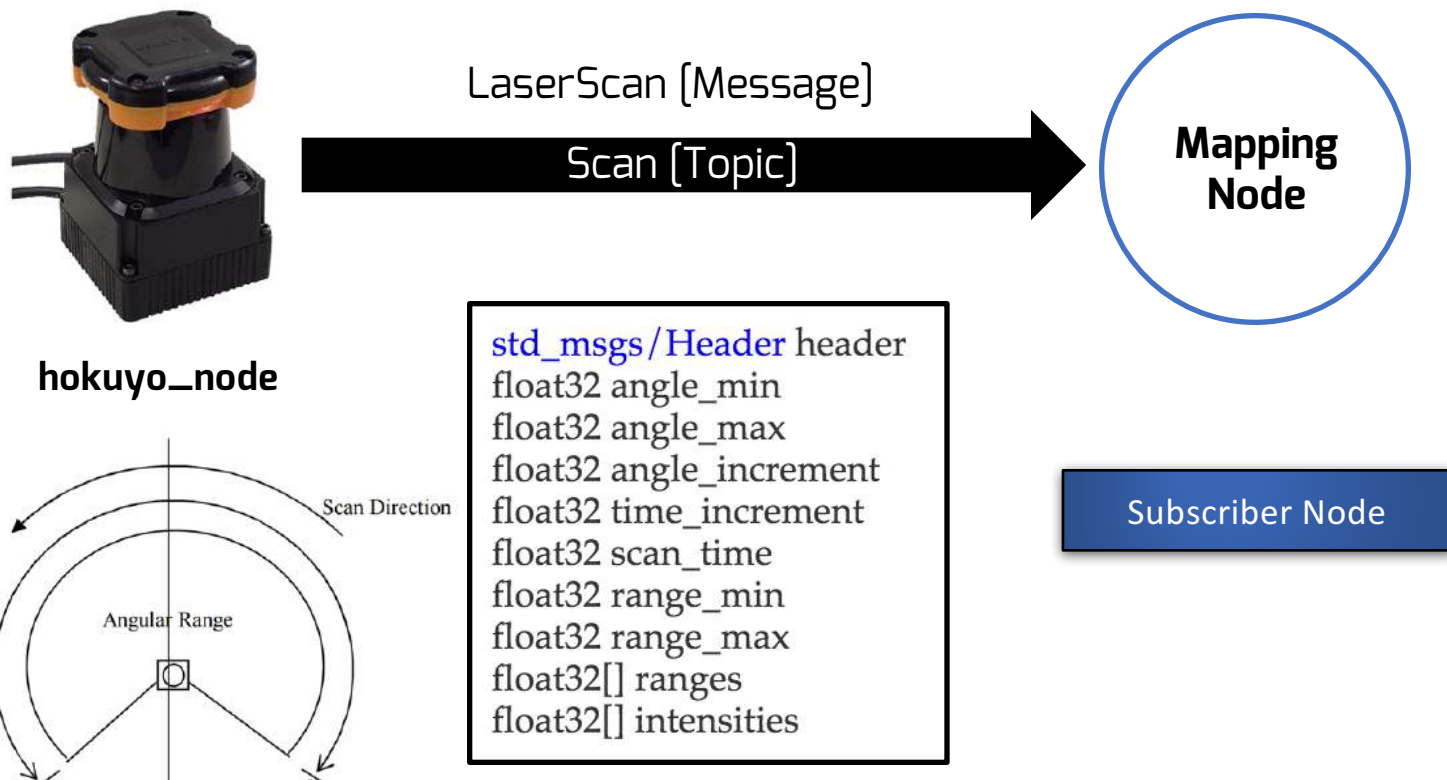 LaserScan [Message]
Scan [Topic]
Mapping
Node
hokuyo_node
std_msgs/Header header
float32 angle_min
float32 angle_max
float32 angle_increment
float32 time_increment
float32 scan_time
float32 range_min
float32 range_max
float32[] ranges
float32[] intensities
Scan Direction
Angular Range
Subscriber Node